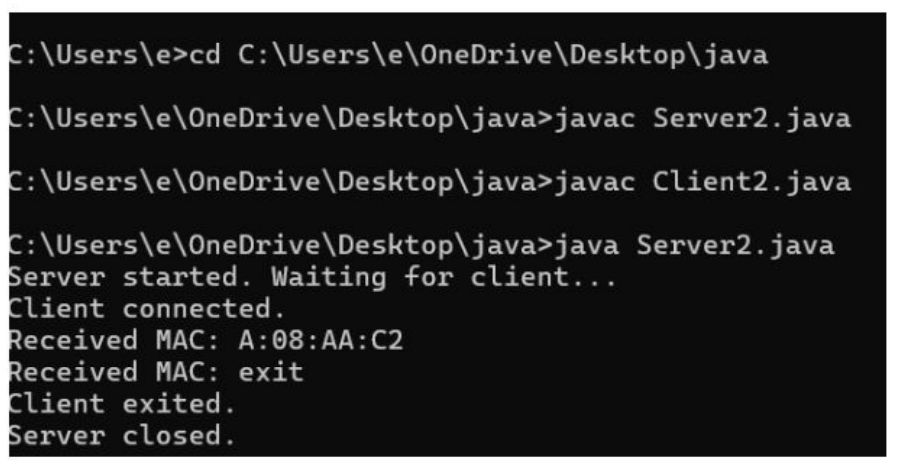 C:\Users\e>cd C:\Users\e\OneDrive\Desktop\java
C:\Users\e\OneDrive\Desktop\java>javac Server2.java
C:\Users\e\OneDrive\Desktop\java>javac Client2.java
C:\Users\e\OneDrive\Desktop\java>java Server2.java
Server started. Waiting for client...
Client connected.
Received MAC: A:08:AA:C2
Received MAC: exit
Client exited.
Server closed.